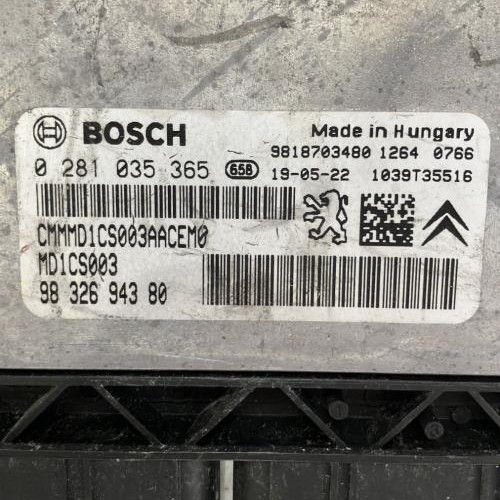 BOSCH
Made in Hungary
0 281 035 365 658
9818703480 1264 0766
19-05-22 1039T35516
CMMMD1CS003AACEM0
MD1CS003
98 326 943 80